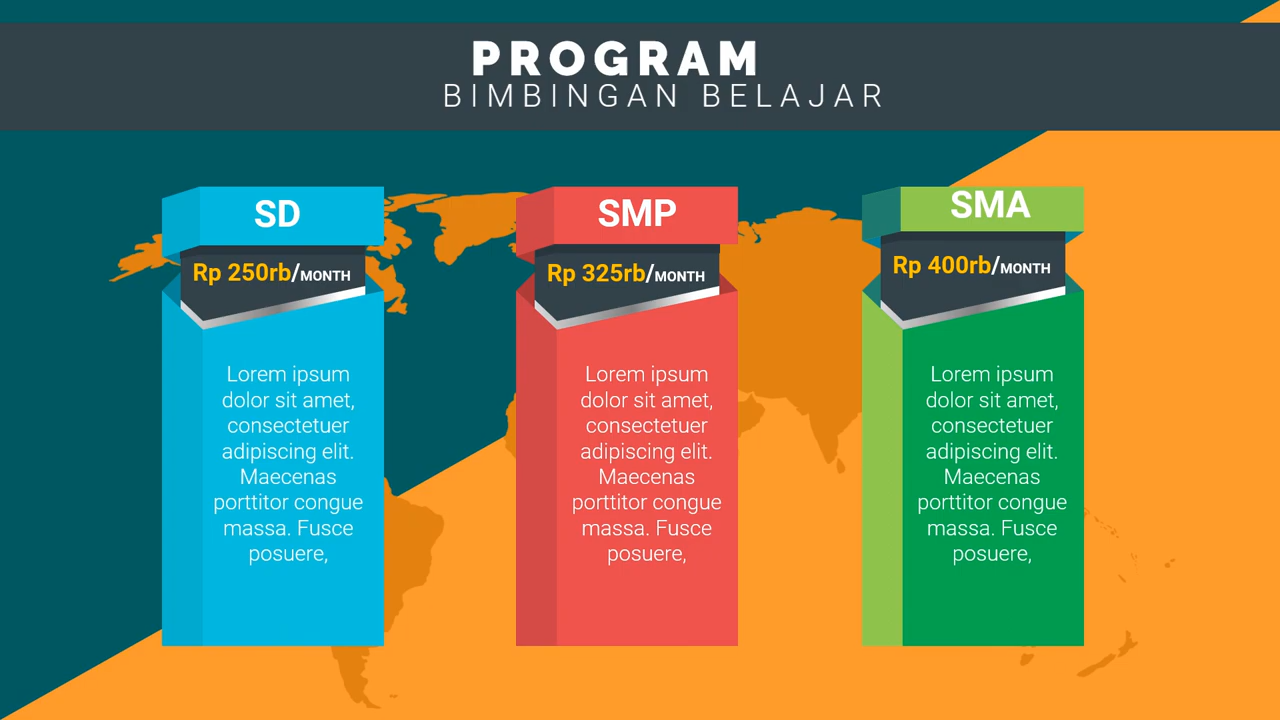 PROGRAM
BIMBINGAN BELAJAR
SD
Rp 250rb/MONTH
Lorem ipsum
dolor sit amet,
consectetuer
adipiscing elit.
Maecenas
porttitor congue
massa. Fusce
posuere,
SMP
Rp 325rb/MONTH
Lorem ipsum
dolor sit amet,
consectetuer
adipiscing elit.
Maecenas
porttitor congue
massa. Fusce
posuere,
SMA
Rp 400rb/MONTH
Lorem ipsum
dolor sit amet,
consectetuer
adipiscing elit.
Maecenas
porttitor congue
massa. Fusce
posuere,